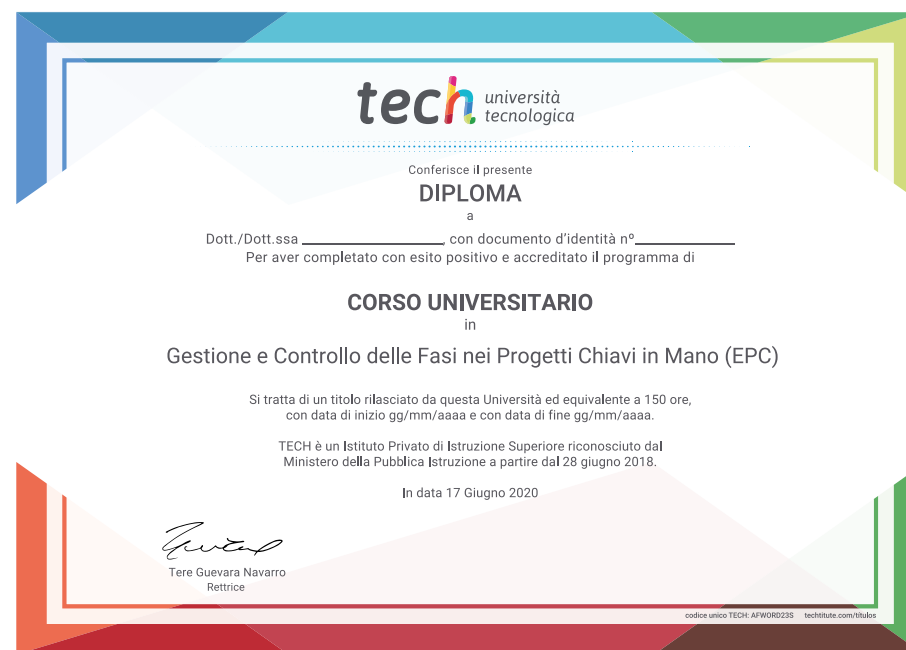 tech università
tecnologica
Conferisce il presente
DIPLOMA
a
Dott./Dott.ssa ____________________, con documento d'identità nº______________
Per aver completato con esito positivo e accreditato il programma di
CORSO UNIVERSITARIO
in
Gestione e Controllo delle Fasi nei Progetti Chiavi in Mano (EPC)
Si tratta di un titolo rilasciato da questa Università ed equivalente a 150 ore,
con data di inizio gg/mm/aaaa e con data di fine gg/mm/aaaa.
TECH è un Istituto Privato di Istruzione Superiore riconosciuto dal
Ministero della Pubblica Istruzione a partire dal 28 giugno 2018.
In data 17 Giugno 2020
Tere Guevara Navarro
Rettrice
codice unico TECH: AFWORD23S techtitute.com/titulos